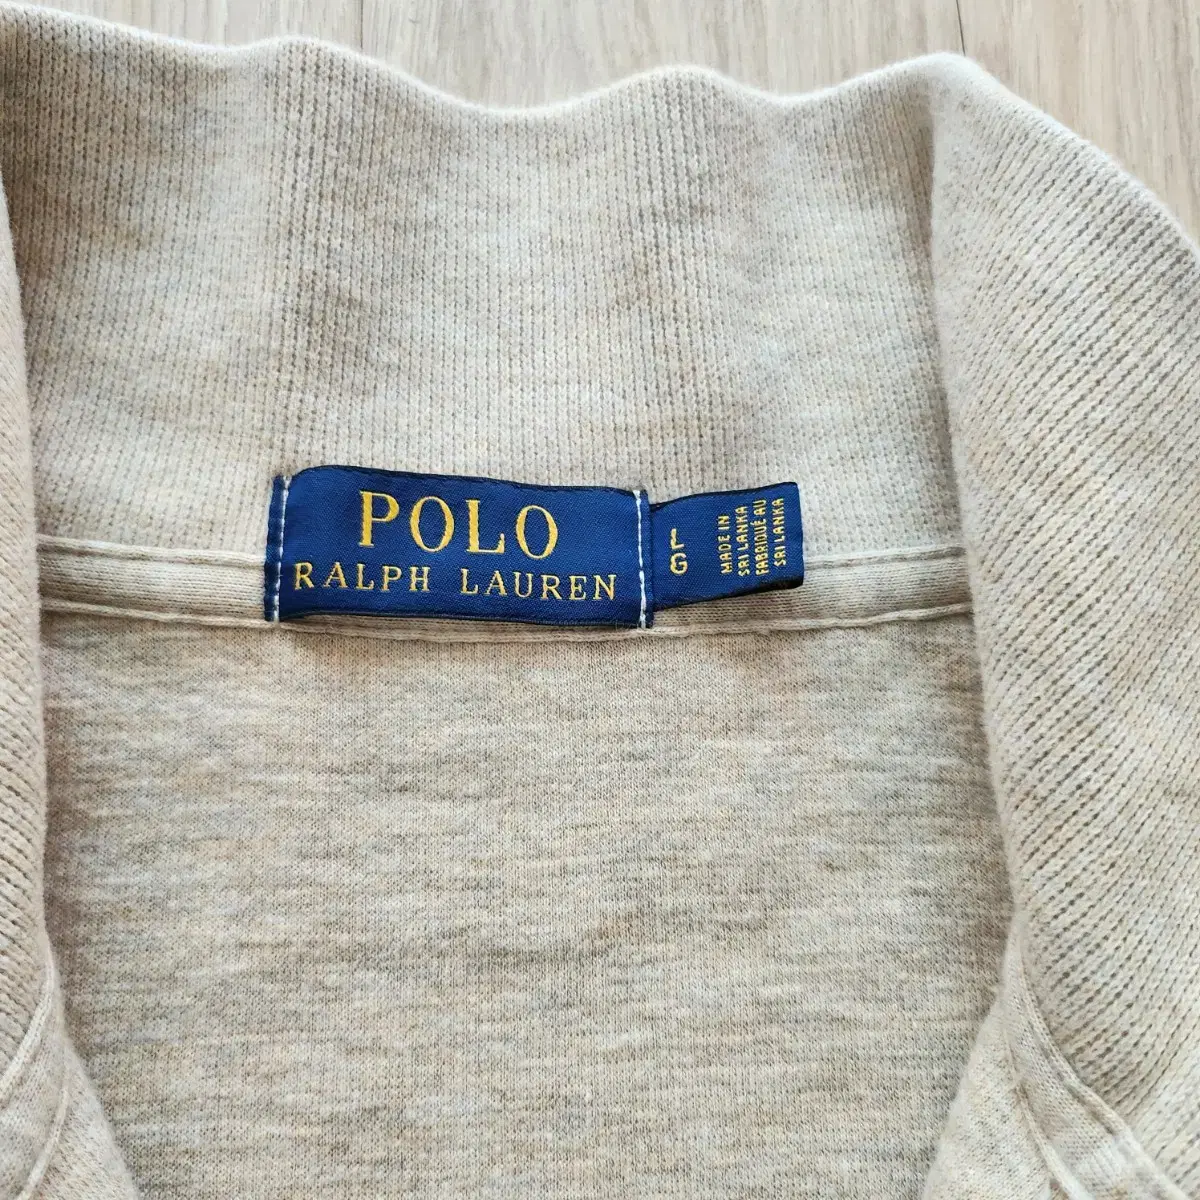 POLO
RALPH LAUREN
L
G
MADE IN
SRI LANKA
FABRIQUÉ AU
SRI LANKA